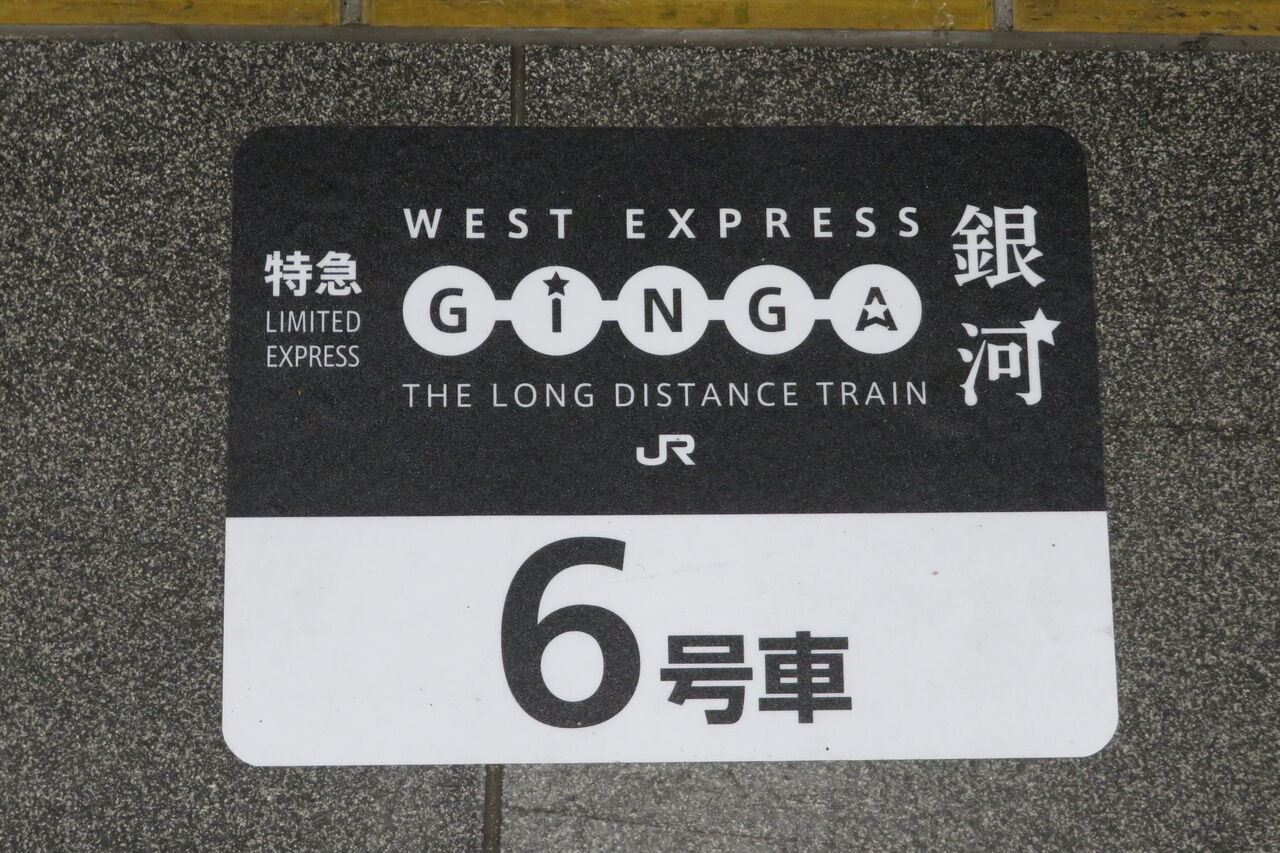 特急
LIMITED
EXPRESS
WEST EXPRESS
GiNGA
THE LONG DISTANCE TRAIN
JR
銀河
6号車